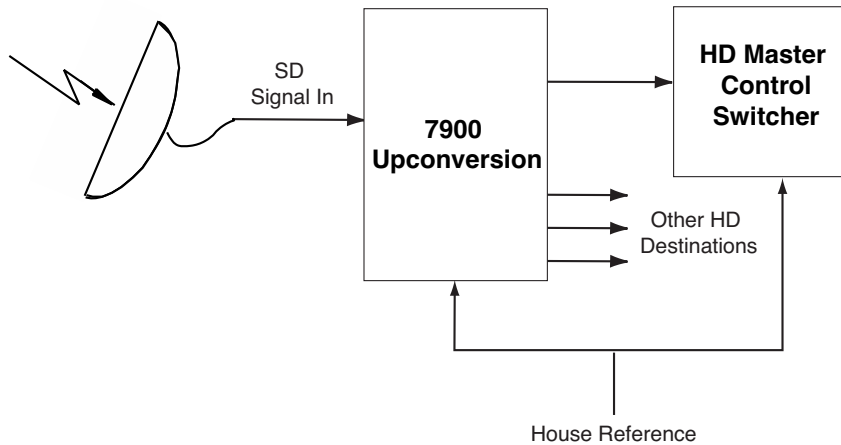 SD
Signal In
7900
Upconversion
HD Master
Control
Switcher
Other HD
Destinations
House Reference